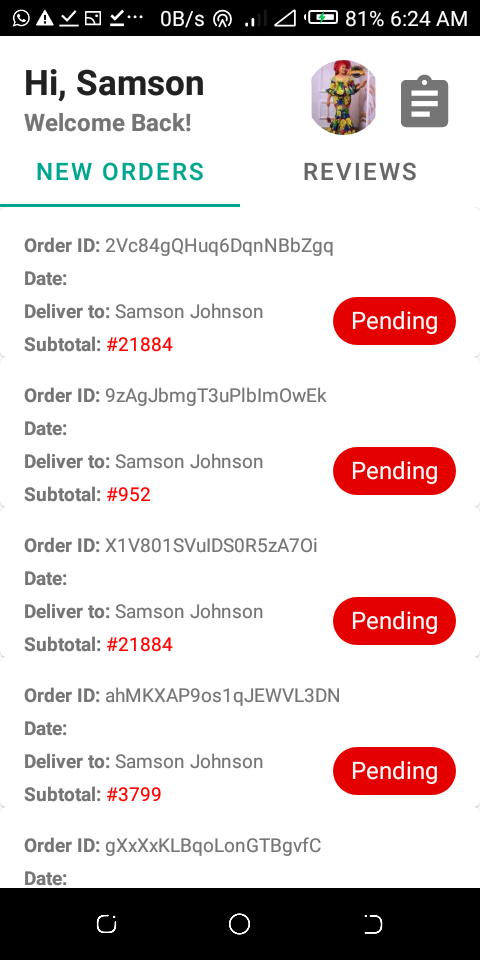 0B/s 81% 6:24 AM
Hi, Samson
Welcome Back!
NEW ORDERS REVIEWS
Order ID: 2Vc84gQHuq6DqnNBbZgq
Date:
Deliver to: Samson Johnson
Pending
Subtotal: #21884
Order ID: 9zAgJbmgT3uPlbImOwEk
Date:
Deliver to: Samson Johnson
Pending
Subtotal: #952
Order ID: X1V801SVuIDS0R5zA7Oi
Date:
Deliver to: Samson Johnson
Pending
Subtotal: #21884
Order ID: ahMKXAP9os1qJEWVL3DN
Date:
Deliver to: Samson Johnson
Pending
Subtotal: #3799
Order ID: gXxXxKLBqoLonGTBgvfC
Date: